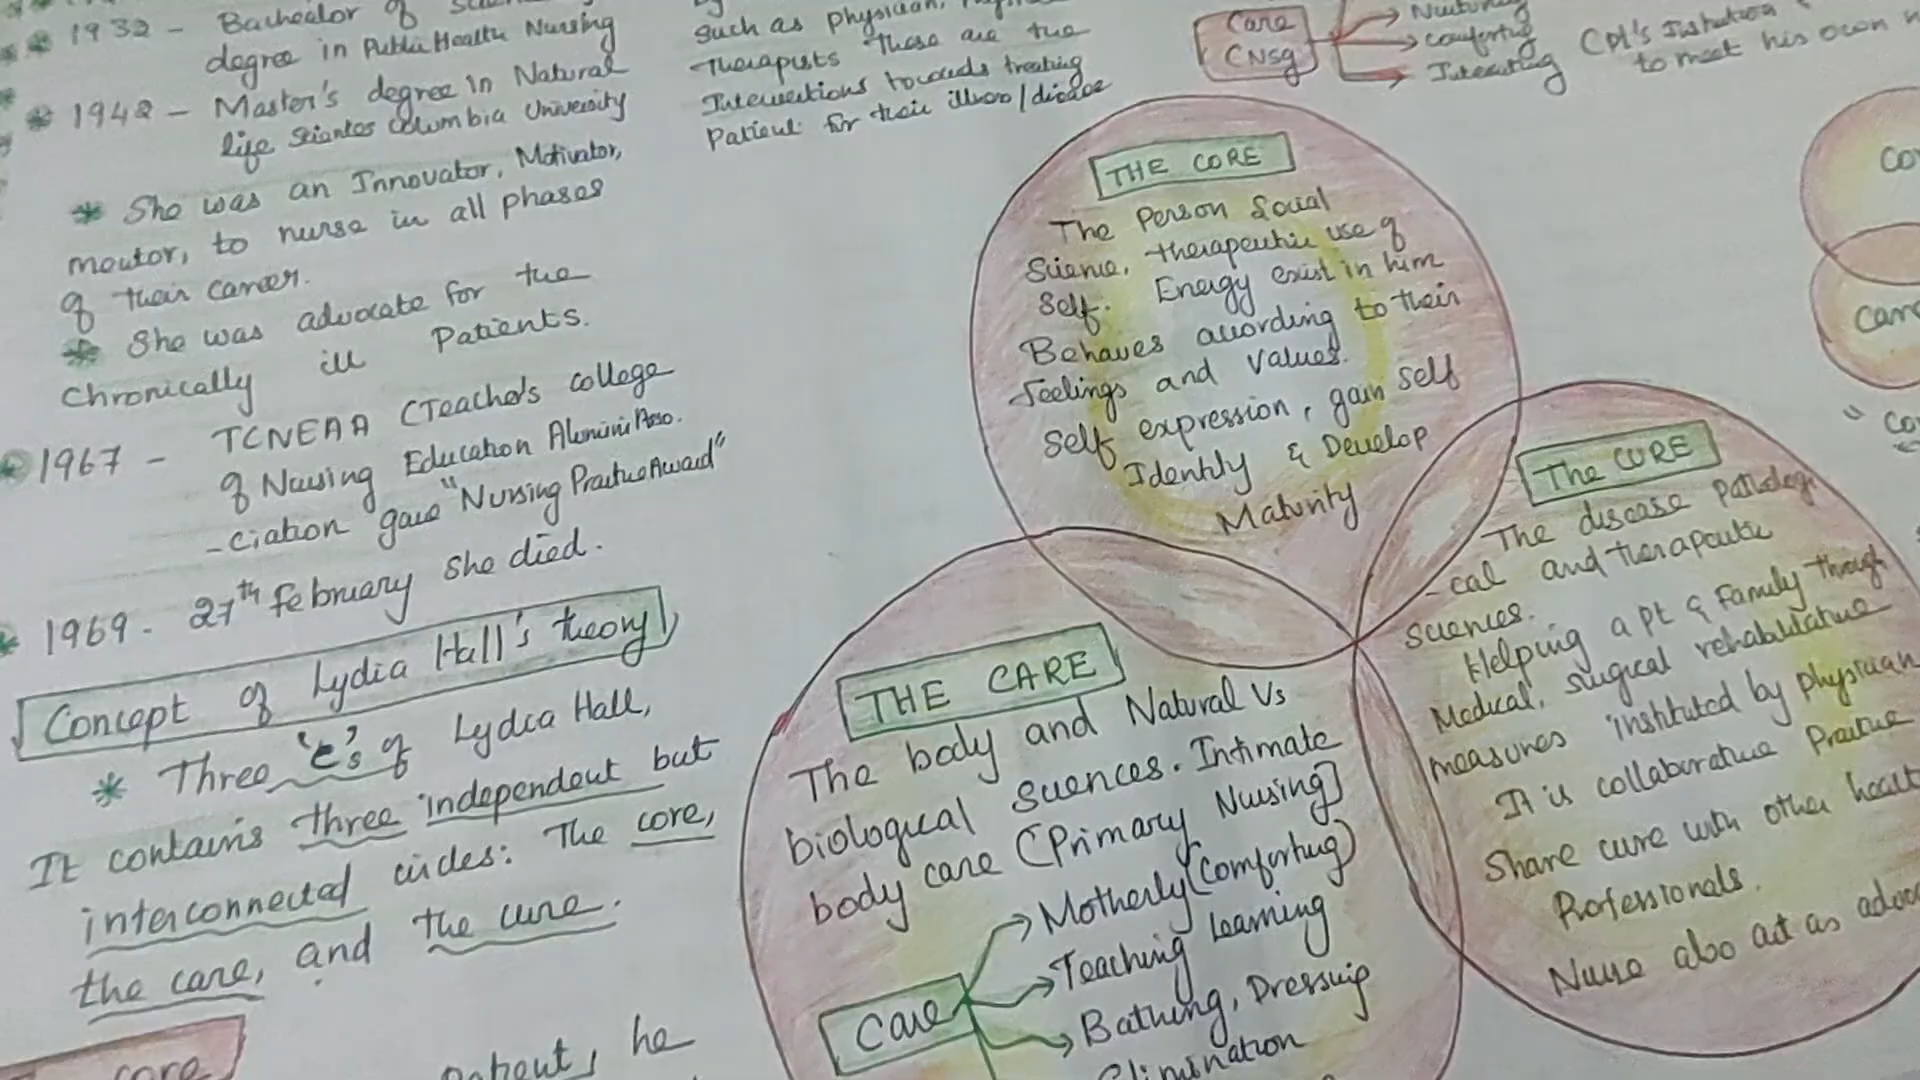 1932 - Bachelor of
degree in Public Health Nursing
1942 - Master's degree in Natural
life Columbia University
* She was an Innovator, Motivator,
mentor, to nurse in all phases
of their career.
* She was advocate for the
Chronically ill Patients.
1967 - TCNEAA (Teacher's college
of Nursing Education Alumini Asso.
-ciation gave "Nursing Practice Award"
1969 - 27th February she died.
Concept of Lydia Hall's theory
* Three 'C's of Lydia Hall,
It contains three independent but
interconnected circles: The core,
the care, and the cure.
core
patient, he
such as physician,
therapists These are the
Interventions towards treating
Patient for their illness/disease
Care
CNsg
Nurturing
Comforting
Interacting
to meet his own
THE CORE
The Person Social
Science, therapeutic use of
Self. Energy exist in him
Behaves according to their
feelings and values.
Self expression, gain self
Identity & Develop
Maturity
The CURE
The disease Pathologi
-cal and therapeutic
sciences.
Helping a pt & Family through
Medical, surgical rehabilitative
measures instituted by physician
It is collaborative Practice
Share cure with other healt
Professionals.
Nurse also act as advoc
THE CARE
The body and Natural Vs
biological sciences. Intimate
body care (Primary Nursing)
Motherly (Comforting)
Teaching Learning
Care
Bathing, Dressing
Elimination
Co
Care
"Co